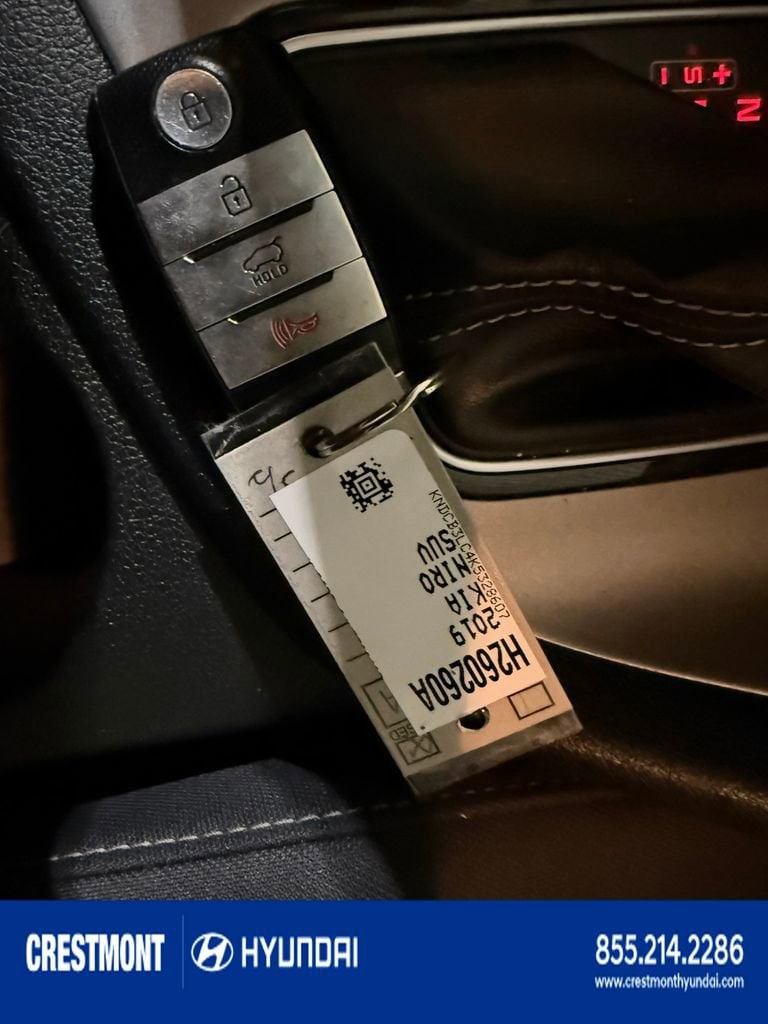 HOLD
- S +
N
H260260A
2019
KIA
NIRO
SUV
KNDCB3LC4K5328607
CRESTMONT
HYUNDAI
855.214.2286
www.crestmonthyundai.com